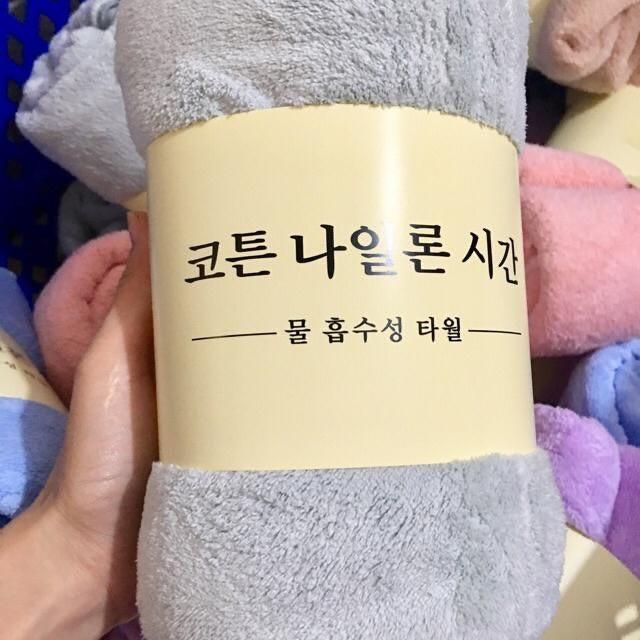 코튼 나일론 시간
물 흡수성 타월